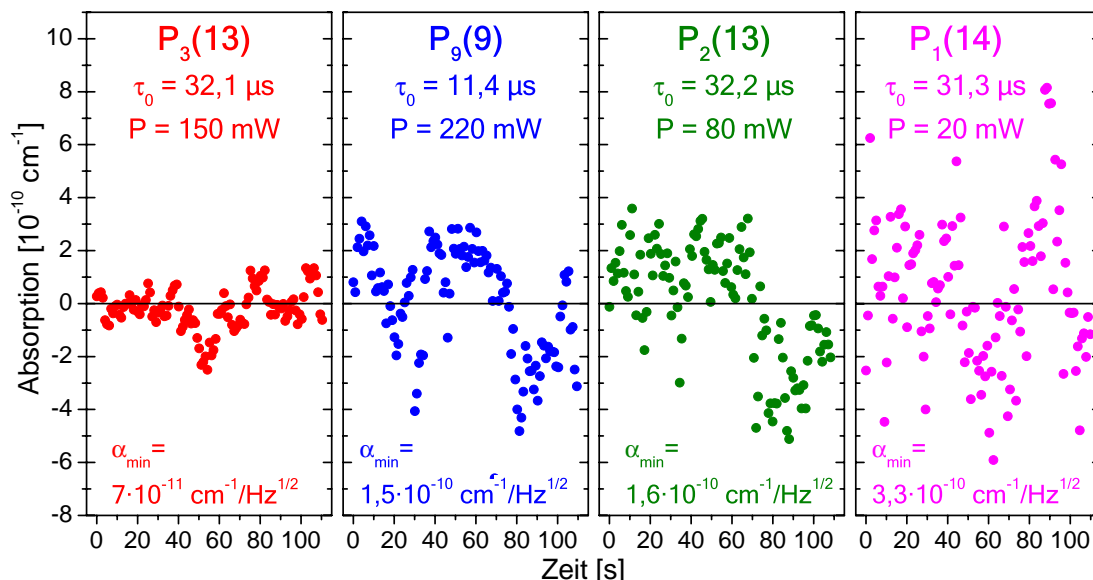 Absorption [10⁻¹⁰ cm⁻¹]
10
8
6
4
2
0
-2
-4
-6
-8
P₃(13)
τ₀ = 32,1 µs
P = 150 mW
αₘᵢₙ=
7·10⁻¹¹ cm⁻¹/Hz¹/²
0 20 40 60 80 100
P₉(9)
τ₀ = 11,4 µs
P = 220 mW
αₘᵢₙ=
1,5·10⁻¹⁰ cm⁻¹/Hz¹/²
0 20 40 60 80 100
P₂(13)
τ₀ = 32,2 µs
P = 80 mW
αₘᵢₙ=
1,6·10⁻¹⁰ cm⁻¹/Hz¹/²
0 20 40 60 80 100
P₁(14)
τ₀ = 31,3 µs
P = 20 mW
αₘᵢₙ=
3,3·10⁻¹⁰ cm⁻¹/Hz¹/²
0 20 40 60 80 100
Zeit [s]